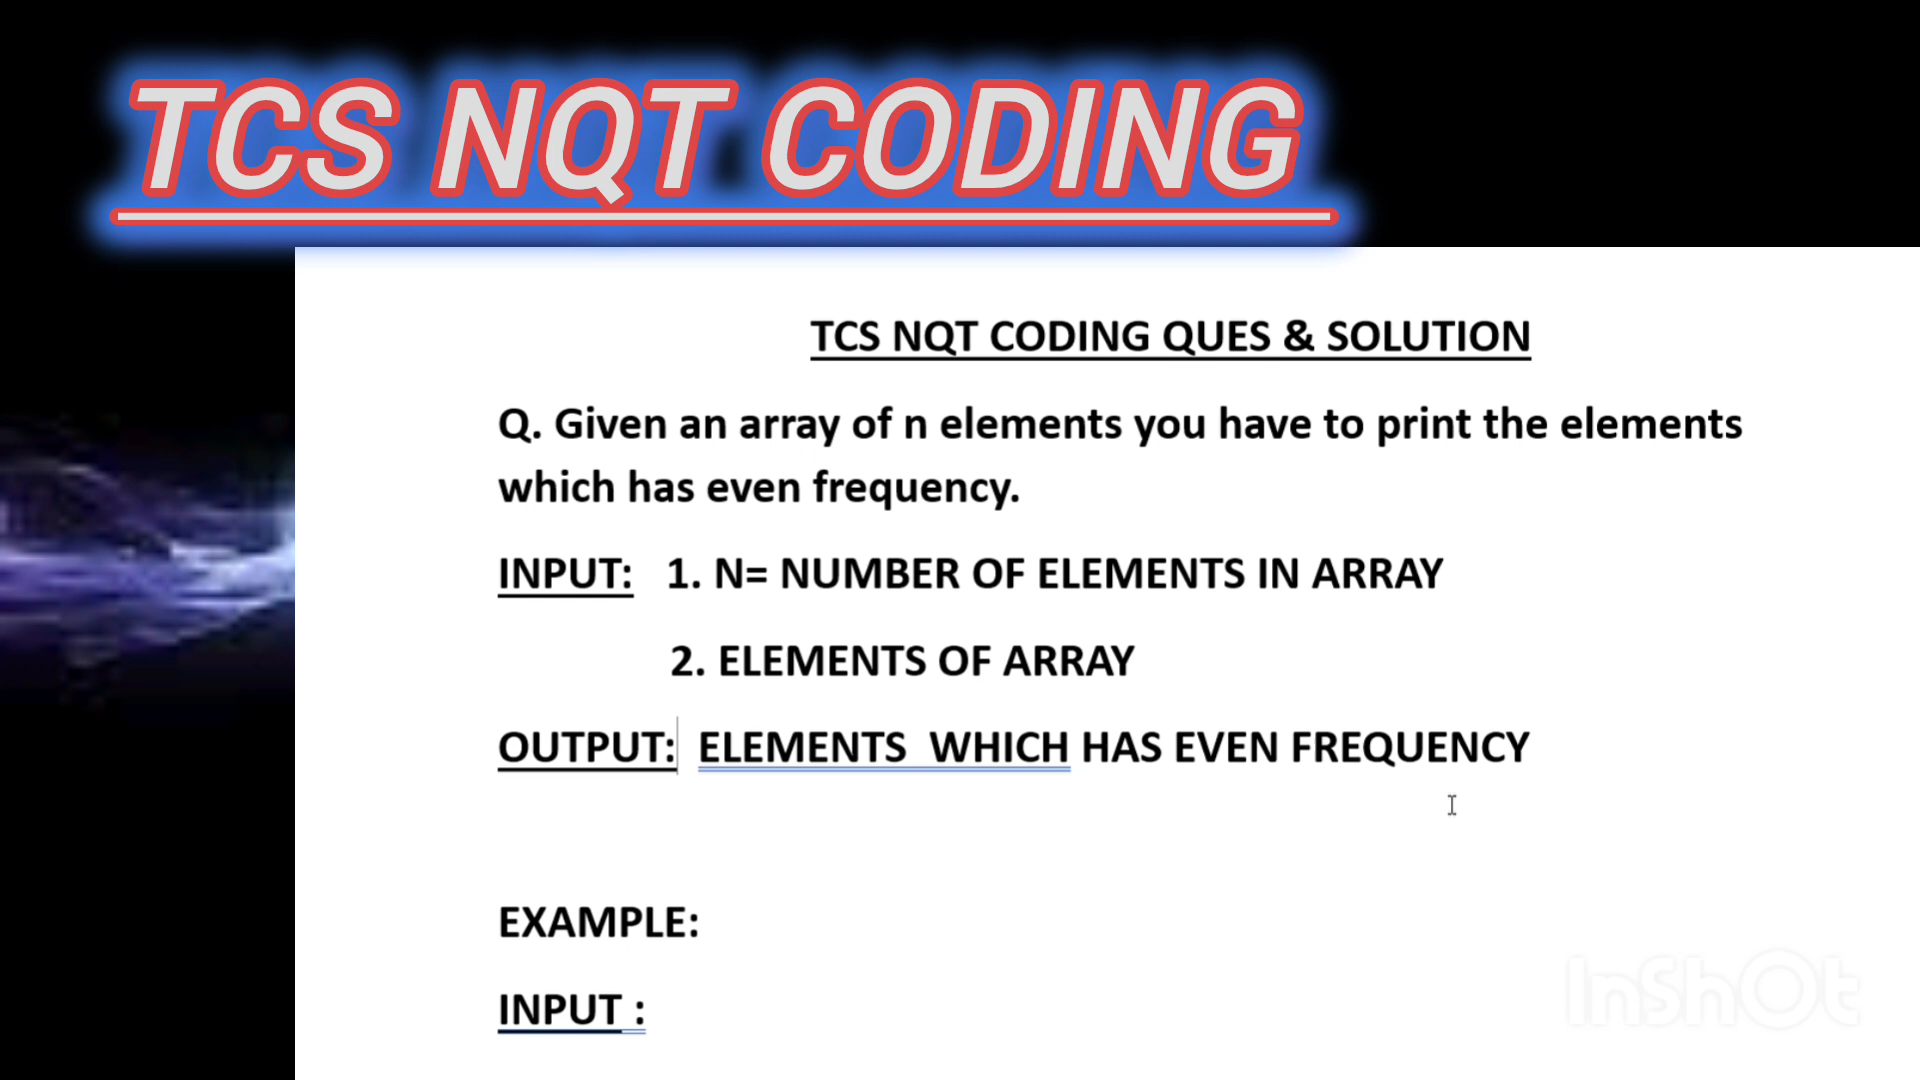 TCS NQT CODING
TCS NQT CODING QUES & SOLUTION
Q. Given an array of n elements you have to print the elements
which has even frequency.
INPUT: 1. N= NUMBER OF ELEMENTS IN ARRAY
2. ELEMENTS OF ARRAY
OUTPUT: ELEMENTS WHICH HAS EVEN FREQUENCY
EXAMPLE:
INPUT :
InShOt